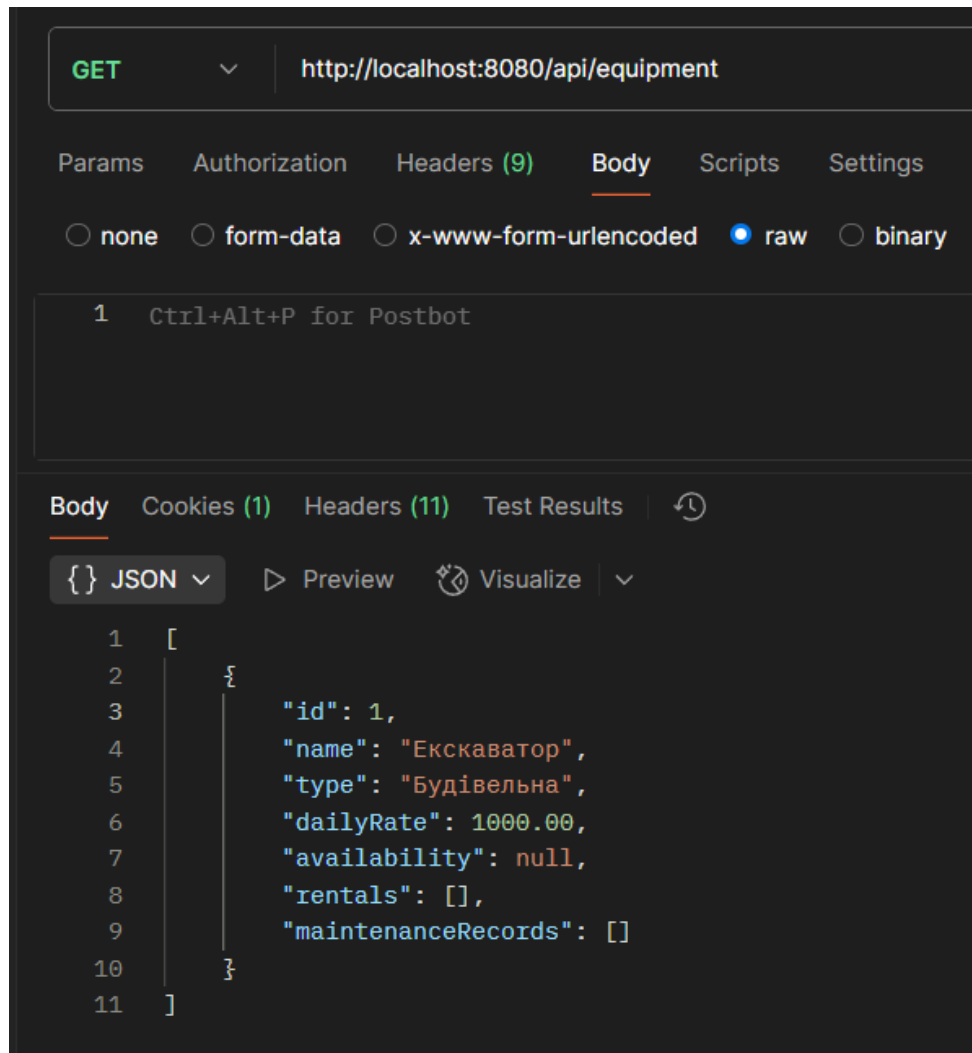 GET http://localhost:8080/api/equipment
Params Authorization Headers (9) Body Scripts Settings
none form-data x-www-form-urlencoded raw binary
1 Ctrl+Alt+P for Postbot
Body Cookies (1) Headers (11) Test Results
{} JSON Preview Visualize
1 [
2 {
3 "id": 1,
4 "name": "Екскаватор",
5 "type": "Будівельна",
6 "dailyRate": 1000.00,
7 "availability": null,
8 "rentals": [],
9 "maintenanceRecords": []
10 }
11 ]